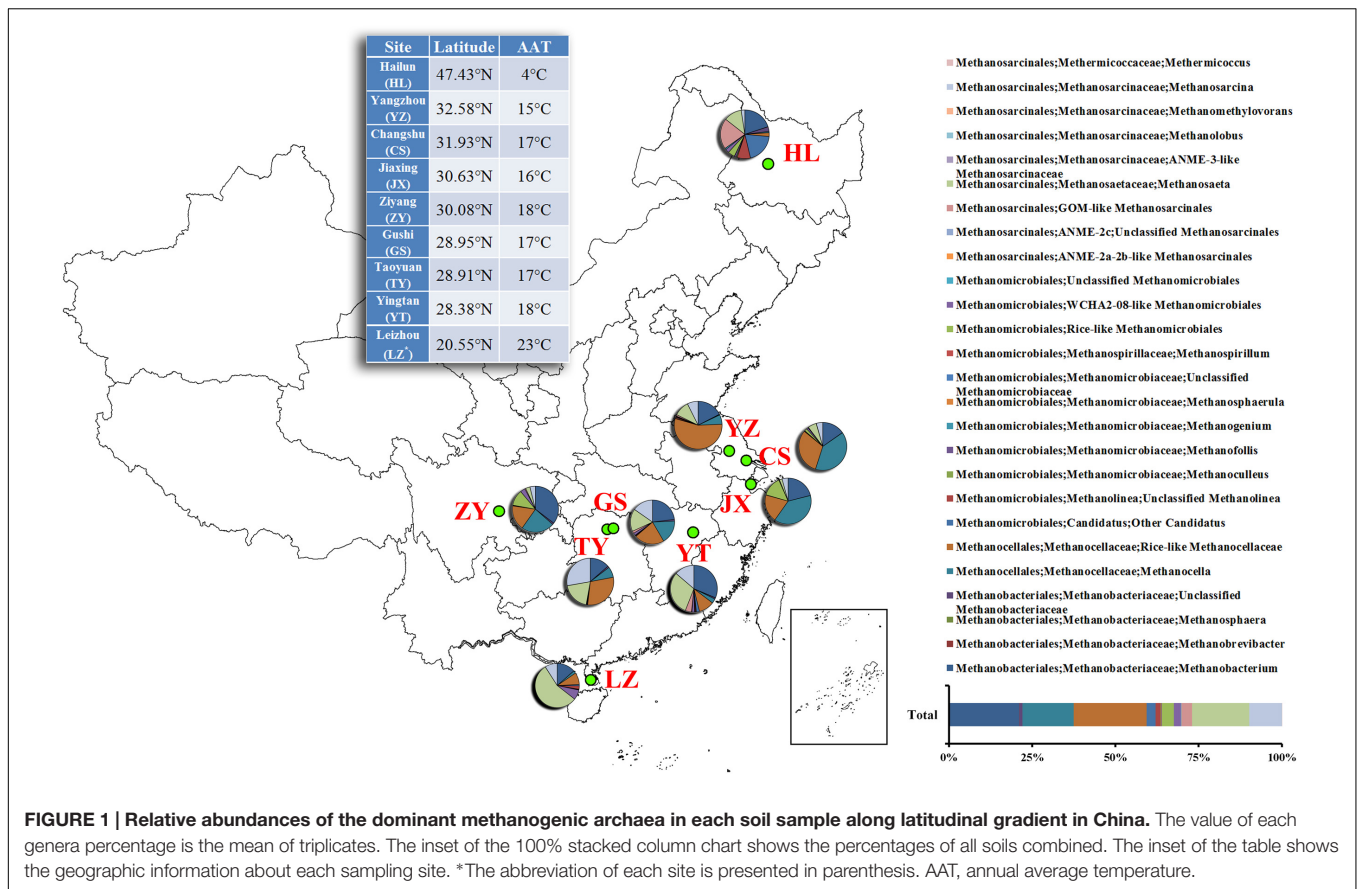 Site Latitude AAT
Hailun (HL) 47.43°N 4°C
Yangzhou (YZ) 32.58°N 15°C
Changshu (CS) 31.93°N 17°C
Jiaxing (JX) 30.63°N 16°C
Ziyang (ZY) 30.08°N 18°C
Gushi (GS) 28.95°N 17°C
Taoyuan (TY) 28.91°N 17°C
Yingtan (YT) 28.38°N 18°C
Leizhou (LZ*) 20.55°N 23°C
HL
YZ
CS
JX
ZY
GS
TY
YT
LZ
Methanosarcinales;Methermicoccaceae;Methermicoccus
Methanosarcinales;Methanosarcinaceae;Methanosarcina
Methanosarcinales;Methanosarcinaceae;Methanomethylovorans
Methanosarcinales;Methanosarcinaceae;Methanolobus
Methanosarcinales;Methanosarcinaceae;ANME-3-like
Methanosarcinaceae
Methanosarcinales;Methanosaetaceae;Methanosaeta
Methanosarcinales;GOM-like Methanosarcinales
Methanosarcinales;ANME-2c;Unclassified Methanosarcinales
Methanosarcinales;ANME-2a-2b-like Methanosarcinales
Methanomicrobiales;Unclassified Methanomicrobiales
Methanomicrobiales;WCHA2-08-like Methanomicrobiales
Methanomicrobiales;Rice-like Methanomicrobiales
Methanomicrobiales;Methanospirillaceae;Methanospirillum
Methanomicrobiales;Methanomicrobiaceae;Unclassified
Methanomicrobiaceae
Methanomicrobiales;Methanomicrobiaceae;Methanosphaerula
Methanomicrobiales;Methanomicrobiaceae;Methanogenium
Methanomicrobiales;Methanomicrobiaceae;Methanofollis
Methanomicrobiales;Methanomicrobiaceae;Methanoculleus
Methanomicrobiales;Methanolinea;Unclassified Methanolinea
Methanomicrobiales;Candidatus;Other Candidatus
Methanocellales;Methanocellaceae;Rice-like Methanocellaceae
Methanocellales;Methanocellaceae;Methanocella
Methanobacteriales;Methanobacteriaceae;Unclassified
Methanobacteriaceae
Methanobacteriales;Methanobacteriaceae;Methanosphaera
Methanobacteriales;Methanobacteriaceae;Methanobrevibacter
Methanobacteriales;Methanobacteriaceae;Methanobacterium
Total
0% 25% 50% 75% 100%
FIGURE 1 | Relative abundances of the dominant methanogenic archaea in each soil sample along latitudinal gradient in China. The value of each
genera percentage is the mean of triplicates. The inset of the 100% stacked column chart shows the percentages of all soils combined. The inset of the table shows
the geographic information about each sampling site. *The abbreviation of each site is presented in parenthesis. AAT, annual average temperature.